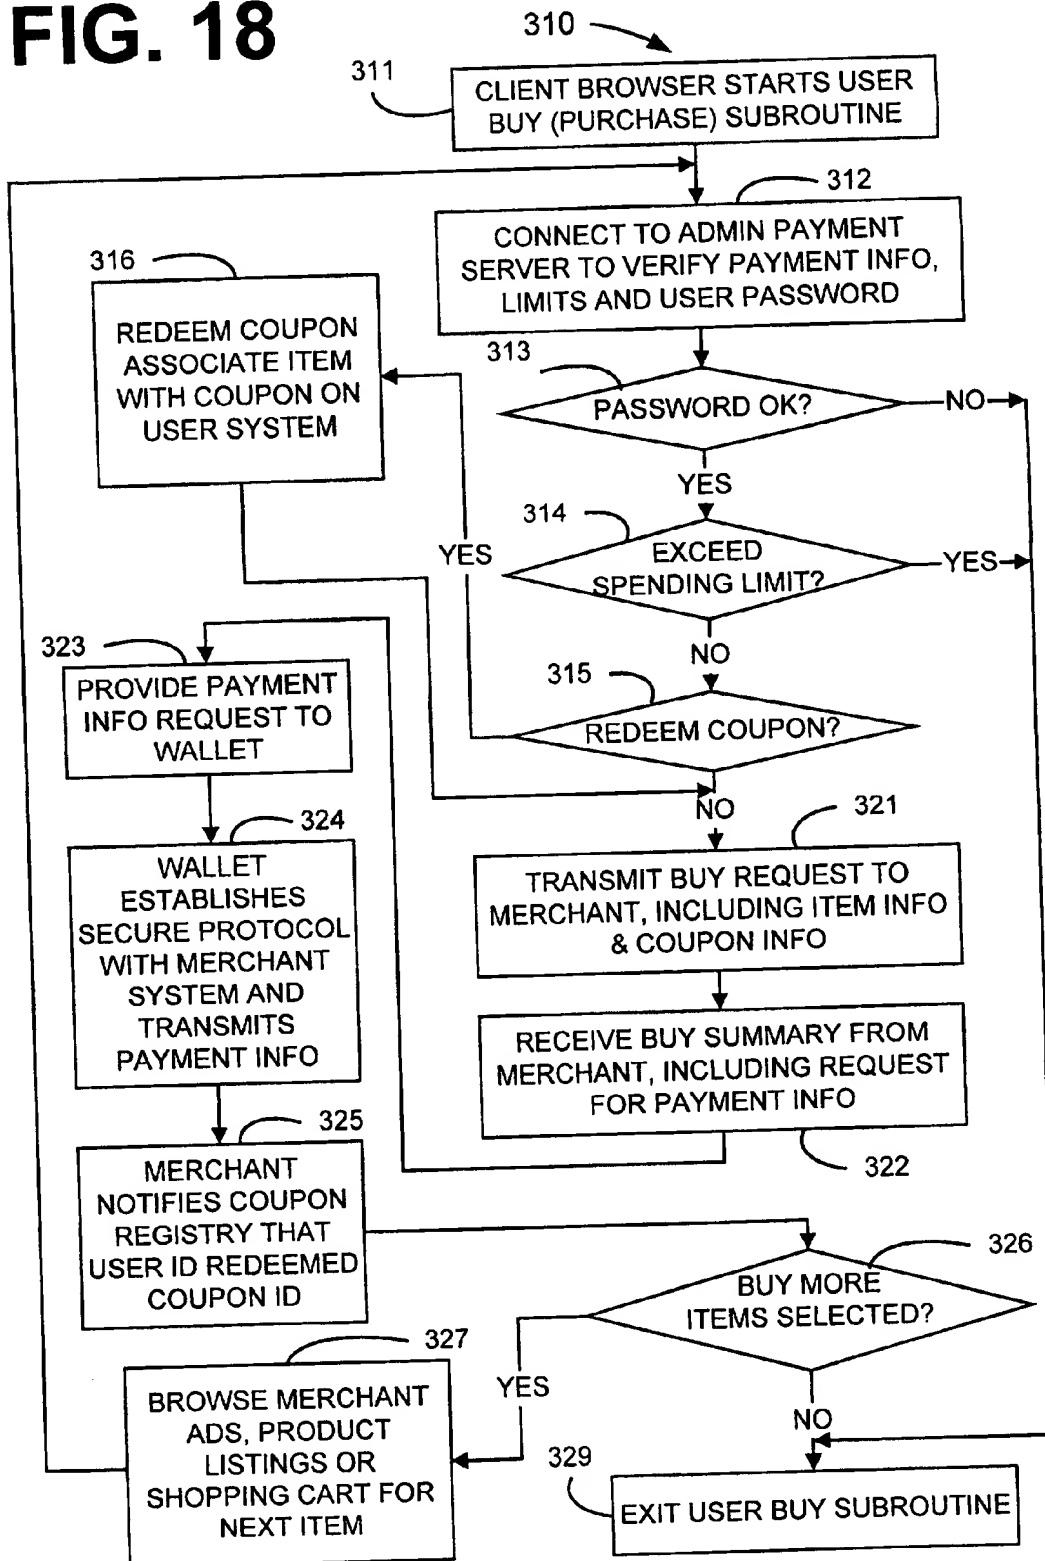 FIG. 18
310
311
CLIENT BROWSER STARTS USER
BUY (PURCHASE) SUBROUTINE
312
CONNECT TO ADMIN PAYMENT
SERVER TO VERIFY PAYMENT INFO,
LIMITS AND USER PASSWORD
316
REDEEM COUPON
ASSOCIATE ITEM
WITH COUPON ON
USER SYSTEM
313
PASSWORD OK?
NO
YES
314
EXCEED
SPENDING LIMIT?
YES
YES
NO
315
REDEEM COUPON?
NO
323
PROVIDE PAYMENT
INFO REQUEST TO
WALLET
321
TRANSMIT BUY REQUEST TO
MERCHANT, INCLUDING ITEM INFO
& COUPON INFO
324
WALLET
ESTABLISHES
SECURE PROTOCOL
WITH MERCHANT
SYSTEM AND
TRANSMITS
PAYMENT INFO
RECEIVE BUY SUMMARY FROM
MERCHANT, INCLUDING REQUEST
FOR PAYMENT INFO
322
325
MERCHANT
NOTIFIES COUPON
REGISTRY THAT
USER ID REDEEMED
COUPON ID
326
BUY MORE
ITEMS SELECTED?
YES
NO
327
BROWSE MERCHANT
ADS, PRODUCT
LISTINGS OR
SHOPPING CART FOR
NEXT ITEM
329
EXIT USER BUY SUBROUTINE